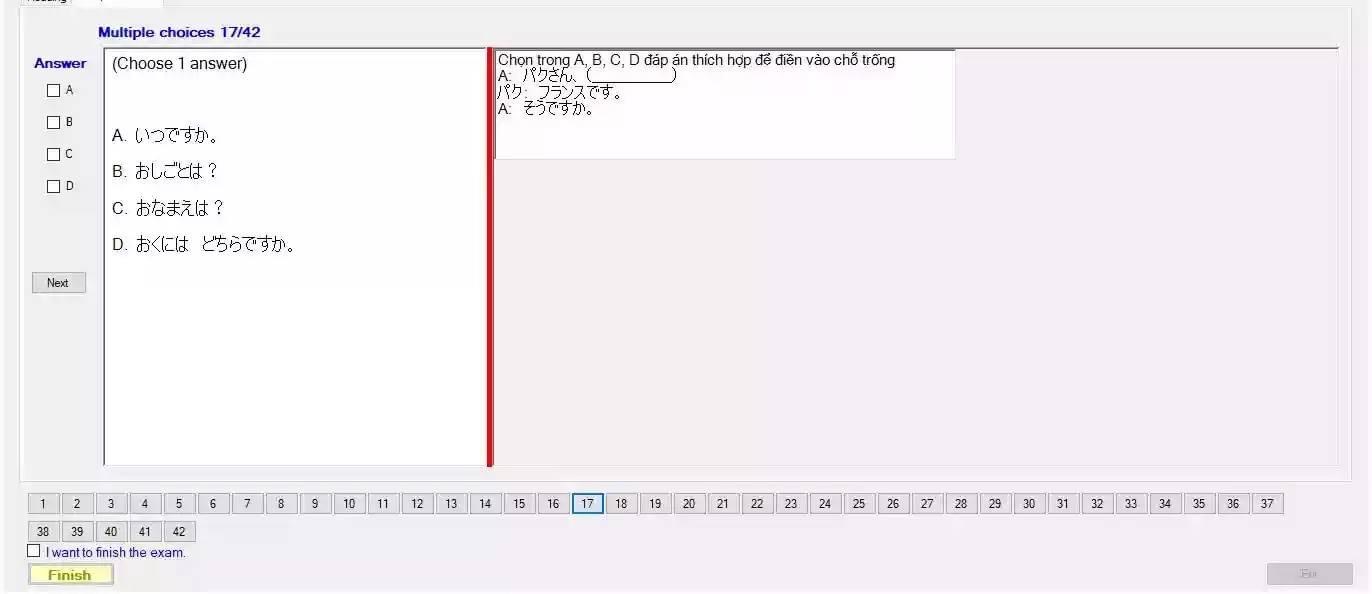 Multiple choices 17/42
Answer
A
B
C
D
Next
(Choose 1 answer)
A. いつですか。
B. おしごとは？
C. おなまえは？
D. おくには　どちらですか。
Chọn trong A, B, C, D đáp án thích hợp để điền vào chỗ trống
A:　パクさん、(__________)
パク:　フランスです。
A:　そうですか。
1 2 3 4 5 6 7 8 9 10 11 12 13 14 15 16 17 18 19 20 21 22 23 24 25 26 27 28 29 30 31 32 33 34 35 36 37
38 39 40 41 42
I want to finish the exam.
Finish